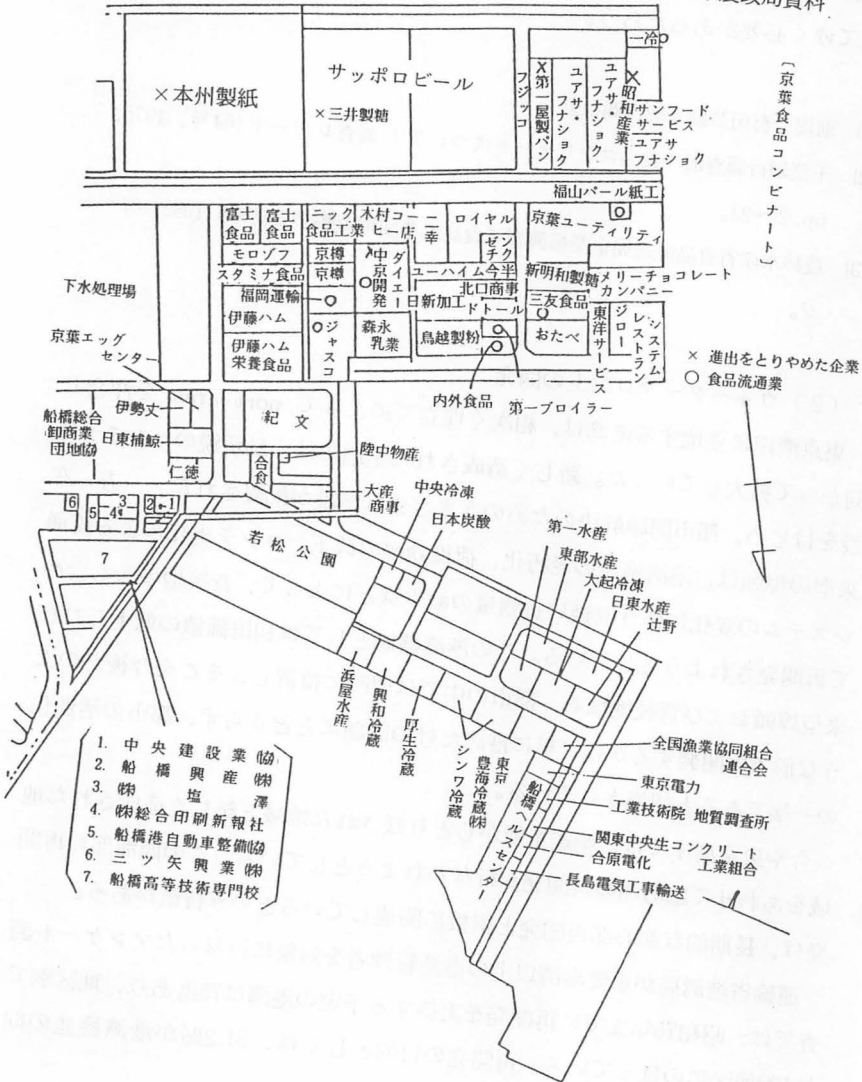 〔京葉食品コンビナート〕
×本州製紙
サッポロビール
×三井製糖
フジッコ
×第一屋製パン
ユアサ・フナショク
ユアサ・フナショク
×昭和産業
一冷
サンフード・サービス
ユアサフナショク
福山パール紙工
富士食品
富士食品
ニック食品工業
木村コーヒー店
二幸
ロイヤル
京葉ユーティリティ
モロゾフ
京樽
スタミナ食品
京樽
中京開発
ダイエー
ユーハイム
ゼンチク
今半
新明和製糖
メリーチョコレートカンパニー
福岡運輸
日新加工
北口商事
三友食品
伊藤ハム
ドトール
伊藤ハム栄養食品
ジャスコ
森永乳業
鳥越製粉
おたべ
東洋サービス
ジロー
レストランシステム
下水処理場
京葉エッグセンター
内外食品
第一ブロイラー
× 進出をとりやめた企業
○ 食品流通業
船橋総合卸商業団地協
伊勢丈
日東捕鯨
仁徳
紀文
合食
陸中物産
大産商事
6
5
4
3
2
1
7
若松公園
中央冷凍
日本炭酸
第一水産
東部水産
大起冷凍
日東水産
辻野
浜屋水産
興和冷蔵
厚生冷蔵
豊海冷蔵㈱
東京
船橋ヘルスセンター
全国漁業協同組合連合会
東京電力
工業技術院 地質調査所
関東中央生コンクリート工業組合
合原電化
長島電気工事輸送
1. 中央建設業㈿
2. 船橋興産㈱
3. ㈱塩澤
4. ㈱総合印刷新報社
5. 船橋港自動車整備㈿
6. 三ッ矢興業㈱
7. 船橋高等技術専門校